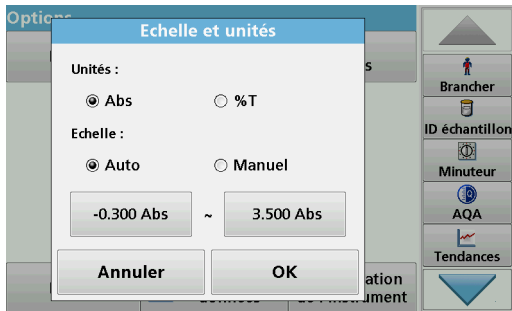 Options
Echelle et unités
Unités :
Abs
%T
Echelle :
Auto
Manuel
-0.300 Abs
~
3.500 Abs
Annuler
OK
Brancher
ID échantillon
Minuteur
AQA
Tendances